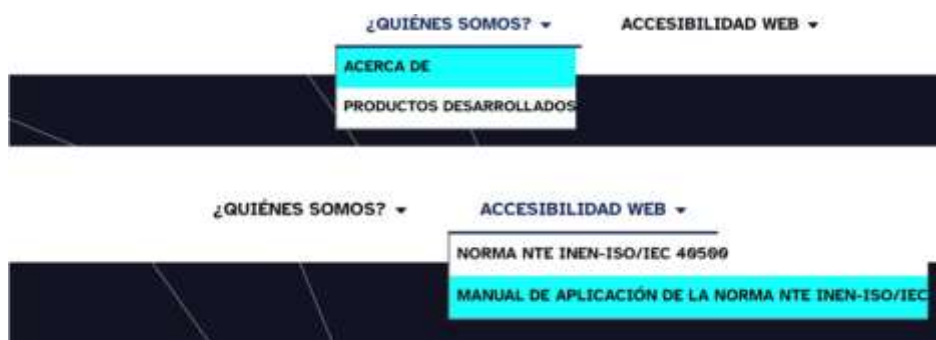 ¿QUIÉNES SOMOS? ACCESIBILIDAD WEB
ACERCA DE
PRODUCTOS DESARROLLADOS
¿QUIÉNES SOMOS? ACCESIBILIDAD WEB
NORMA NTE INEN-ISO/IEC 40500
MANUAL DE APLICACIÓN DE LA NORMA NTE INEN-ISO/IEC